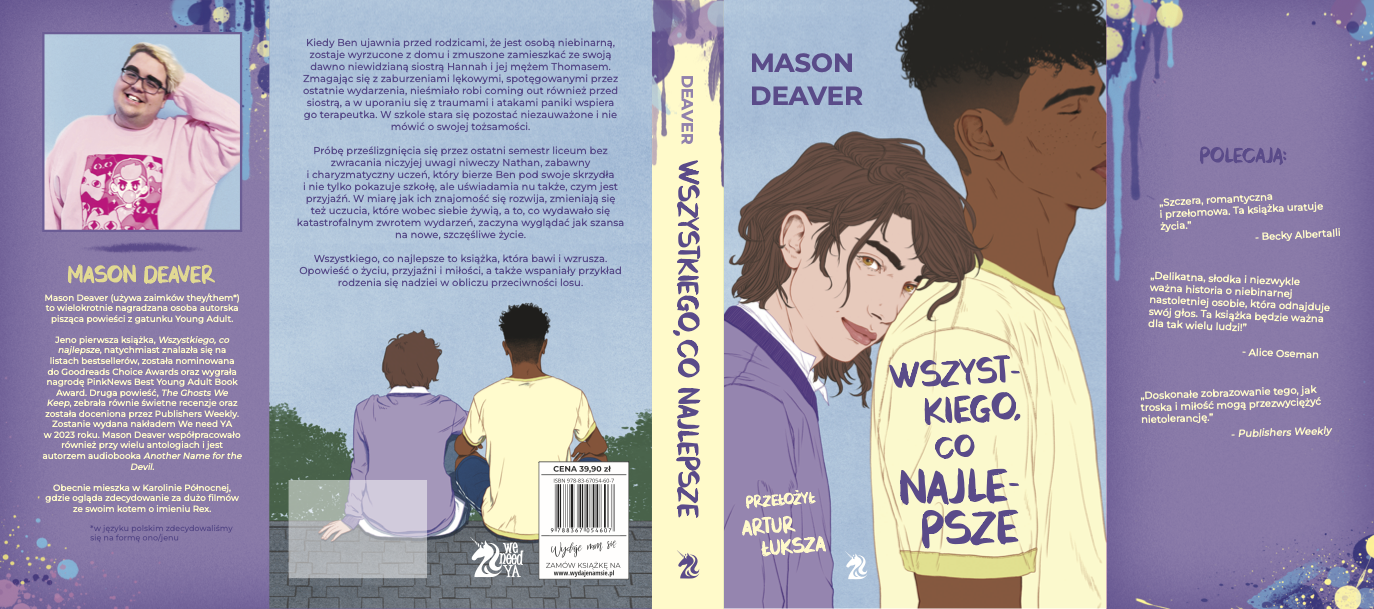 MASON DEAVER
Mason Deaver (używa zaimków they/them*)
to wielokrotnie nagradzana osoba autorska
pisząca powieści z gatunku Young Adult.
Jeno pierwsza książka, Wszystkiego, co
najlepsze, natychmiast znalazła się na
listach bestsellerów, została nominowana
do Goodreads Choice Awards oraz wygrała
nagrodę PinkNews Best Young Adult Book
Award. Druga powieść, The Ghosts We
Keep, zebrała równie świetne recenzje oraz
została doceniona przez Publishers Weekly.
Zostanie wydana nakładem We need YA
w 2023 roku. Mason Deaver współpracowało
również przy wielu antologiach i jest
autorzem audiobooka Another Name for the
Devil.
Obecnie mieszka w Karolinie Północnej,
gdzie ogląda zdecydowanie za dużo filmów
ze swoim kotem o imieniu Rex.
*w języku polskim zdecydowaliśmy
się na formę ono/jenu
Kiedy Ben ujawnia przed rodzicami, że jest osobą niebinarną,
zostaje wyrzucone z domu i zmuszone zamieszkać ze swoją
dawno niewidzianą siostrą Hannah i jej mężem Thomasem.
Zmagając się z zaburzeniami lękowymi, spotęgowanymi przez
ostatnie wydarzenia, nieśmiało robi coming out również przed
siostrą, a w uporaniu się z traumami i atakami paniki wspiera
go terapeutka. W szkole stara się pozostać niezauważone i nie
mówić o swojej tożsamości.
Próbę prześlizgnięcia się przez ostatni semestr liceum bez
zwracania niczyjej uwagi niweczy Nathan, zabawny
i charyzmatyczny uczeń, który bierze Ben pod swoje skrzydła
i nie tylko pokazuje szkołę, ale uświadamia nu także, czym jest
przyjaźń. W miarę jak ich znajomość się rozwija, zmieniają się
też uczucia, które wobec siebie żywią, a to, co wydawało się
katastrofalnym zwrotem wydarzeń, zaczyna wyglądać jak szansa
na nowe, szczęśliwe życie.
Wszystkiego, co najlepsze to książka, która bawi i wzrusza.
Opowieść o życiu, przyjaźni i miłości, a także wspaniały przykład
rodzenia się nadziei w obliczu przeciwności losu.
we
need
YA
CENA 39,90 zł
ISBN 978-83-67054-60-7
9 788367 054607
Wydaje mi się
ZAMÓW KSIĄŻKĘ NA
www.wydajenamsie.pl
DEAVER WSZYSTKIEGO, CO NAJLEPSZE
MASON
DEAVER
WSZYST-
KIEGO,
CO
NAJLE-
PSZE
PRZEŁOŻYŁ
ARTUR
ŁUKSZA
POLECAJĄ:
„Szczera, romantyczna
i przełomowa. Ta książka uratuje
życia."
- Becky Albertalli
„Delikatna, słodka i niezwykle
ważna historia o niebinarnej
nastoletniej osobie, która odnajduje
swój głos. Ta książka będzie ważna
dla tak wielu ludzi!"
- Alice Oseman
„Doskonałe zobrazowanie tego, jak
troska i miłość mogą przezwyciężyć
nietolerancję."
- Publishers Weekly